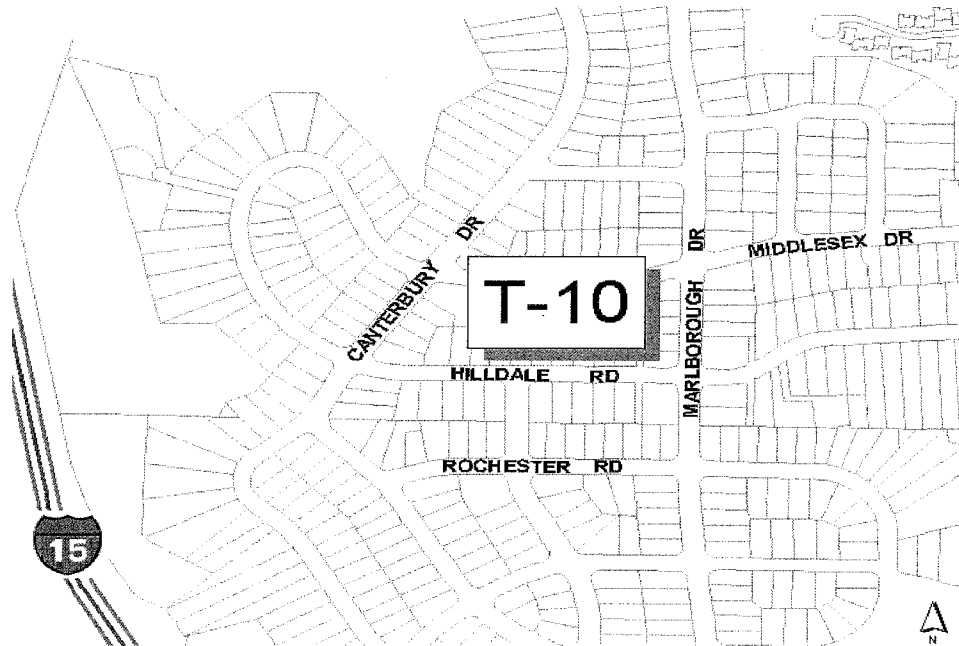 CANTERBURY DR
MARLBOROUGH DR
MIDDLESEX DR
T-10
HILLDALE RD
ROCHESTER RD
15
N